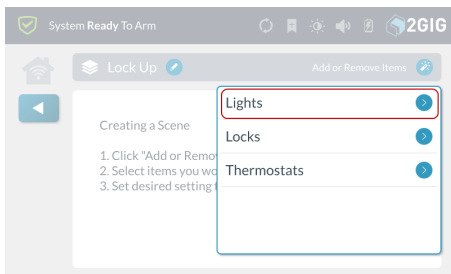 System Ready To Arm
2GIG
Lock Up
Add or Remove Items
Creating a Scene
1. Click "Add or Remov
2. Select items you wo
3. Set desired setting f
Lights
Locks
Thermostats